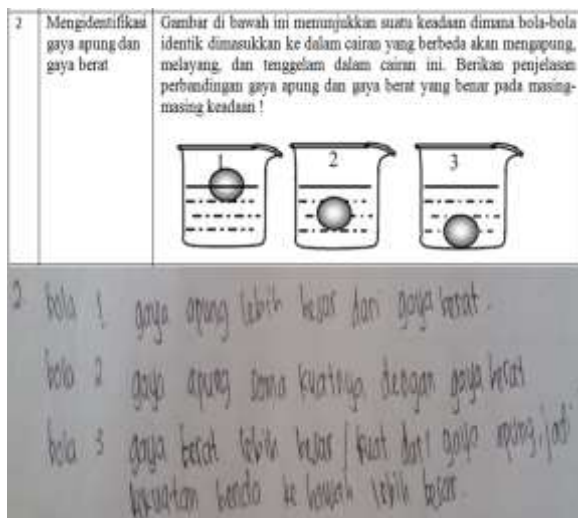 2 Mengidentifikasi gaya apung dan gaya berat
Gambar di bawah ini menunjukkan suatu keadaan dimana bola-bola
identik dimasukkan ke dalam cairan yang berbeda akan mengapung,
melayang, dan tenggelam dalam cairan ini. Berikan penjelasan
perbandingan gaya apung dan gaya berat yang benar pada masing-
masing keadaan !
1 2 3
2. bola 1 gaya apung lebih besar dari gaya berat.
bola 2 gaya apung sama kuatnya dengan gaya berat
bola 3 gaya berat lebih besar / kuat dari gaya apung, jadi
kekuatan benda ke bawah lebih besar.